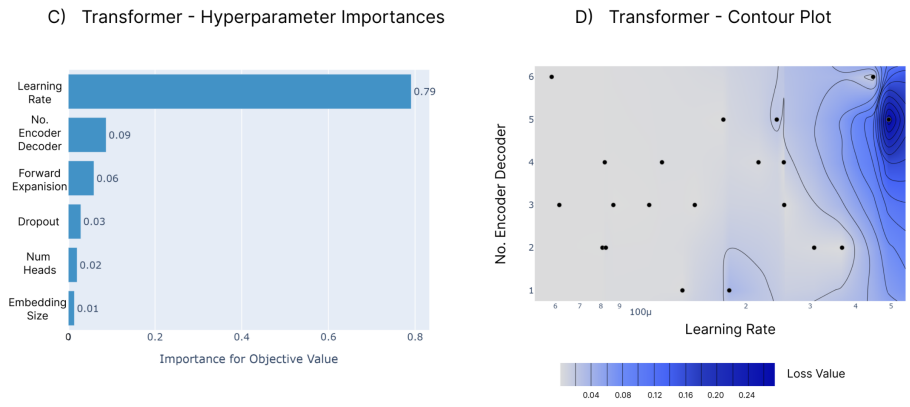 C) Transformer - Hyperparameter Importances
Learning
Rate
0.79
No.
Encoder
Decoder
0.09
Forward
Expanision
0.06
Dropout
0.03
Num
Heads
0.02
Embedding
Size
0.01
0 0.2 0.4 0.6 0.8
Importance for Objective Value
D) Transformer - Contour Plot
No. Encoder Decoder
6
5
4
3
2
1
6 7 8 9 100μ 2 3 4 5
Learning Rate
Loss Value
0.04 0.08 0.12 0.16 0.20 0.24